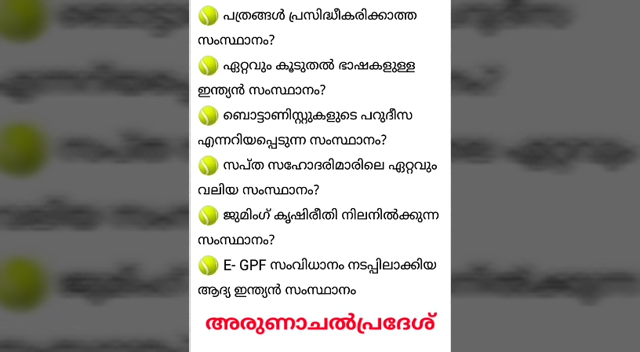 പത്രങ്ങൾ പ്രസിദ്ധീകരിക്കാത്ത
സംസ്ഥാനം?
ഏറ്റവും കൂടുതൽ ഭാഷകളുള്ള
ഇന്ത്യൻ സംസ്ഥാനം?
ബൊട്ടാണിസ്റ്റുകളുടെ പറുദീസ
എന്നറിയപ്പെടുന്ന സംസ്ഥാനം?
സപ്ത സഹോദരിമാരിലെ ഏറ്റവും
വലിയ സംസ്ഥാനം?
ജുമിംഗ് കൃഷിരീതി നിലനിൽക്കുന്ന
സംസ്ഥാനം?
E- GPF സംവിധാനം നടപ്പിലാക്കിയ
ആദ്യ ഇന്ത്യൻ സംസ്ഥാനം
അരുണാചൽപ്രദേശ്